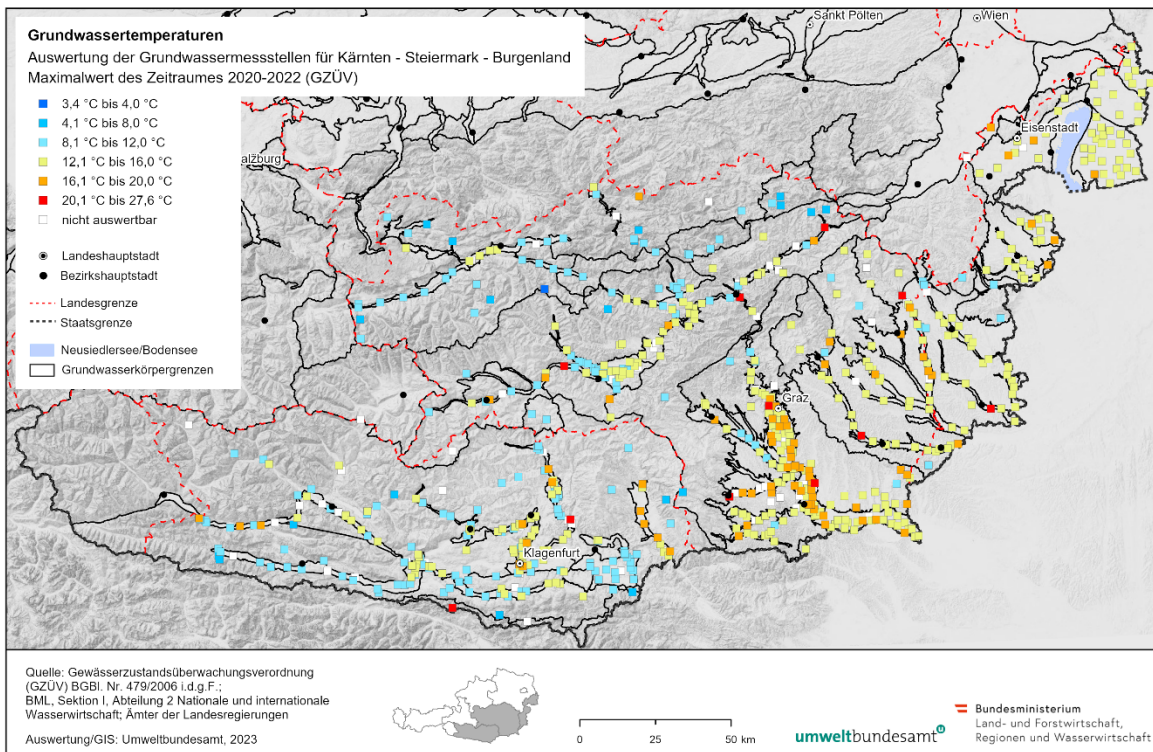 Grundwassertemperaturen
Auswertung der Grundwassermessstellen für Kärnten - Steiermark - Burgenland
Maximalwert des Zeitraumes 2020-2022 (GZÜV)
3,4 °C bis 4,0 °C
4,1 °C bis 8,0 °C
8,1 °C bis 12,0 °C
12,1 °C bis 16,0 °C
16,1 °C bis 20,0 °C
20,1 °C bis 27,6 °C
nicht auswertbar
Landeshauptstadt
Bezirkshauptstadt
Landesgrenze
Staatsgrenze
Neusiedlersee/Bodensee
Grundwasserkörpergrenzen
Sankt Pölten
Wien
Eisenstadt
alzburg
Graz
Klagenfurt
Quelle: Gewässerzustandsüberwachungsverordnung
(GZÜV) BGBl. Nr. 479/2006 i.d.g.F.;
BML, Sektion I, Abteilung 2 Nationale und internationale
Wasserwirtschaft; Ämter der Landesregierungen
Auswertung/GIS: Umweltbundesamt, 2023
0 25 50 km
umweltbundesamt
Bundesministerium
Land- und Forstwirtschaft,
Regionen und Wasserwirtschaft